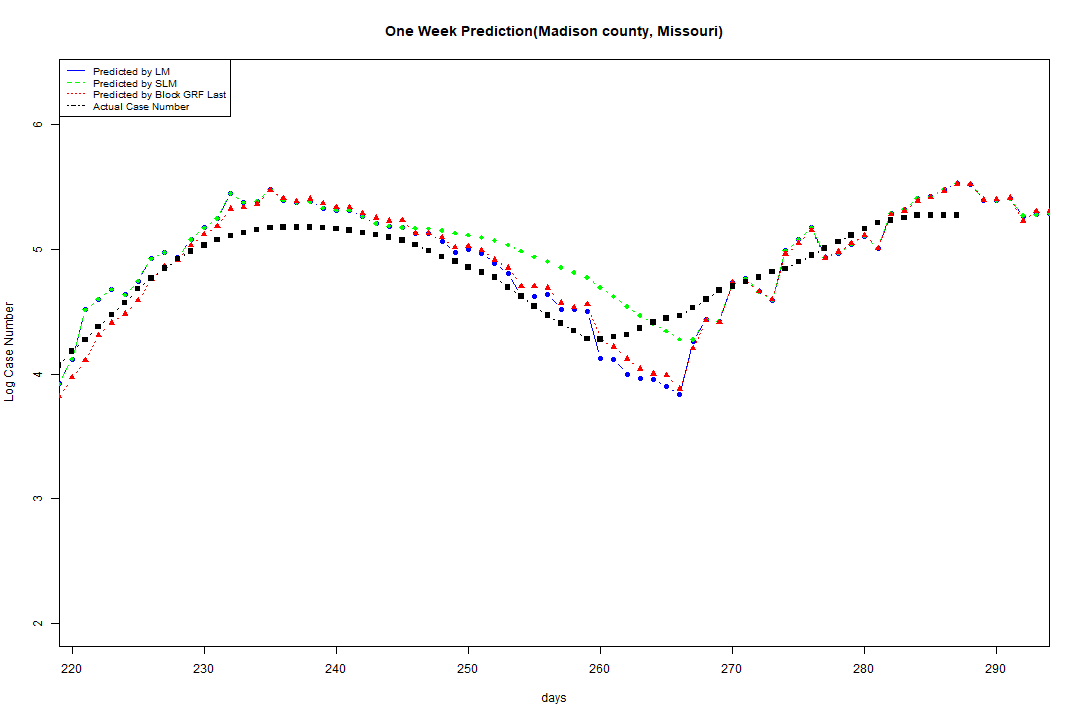 One Week Prediction(Madison county, Missouri)
Predicted by LM
Predicted by SLM
Predicted by Block GRF Last
Actual Case Number
6
5
4
3
2
Log Case Number
220 230 240 250 260 270 280 290
days